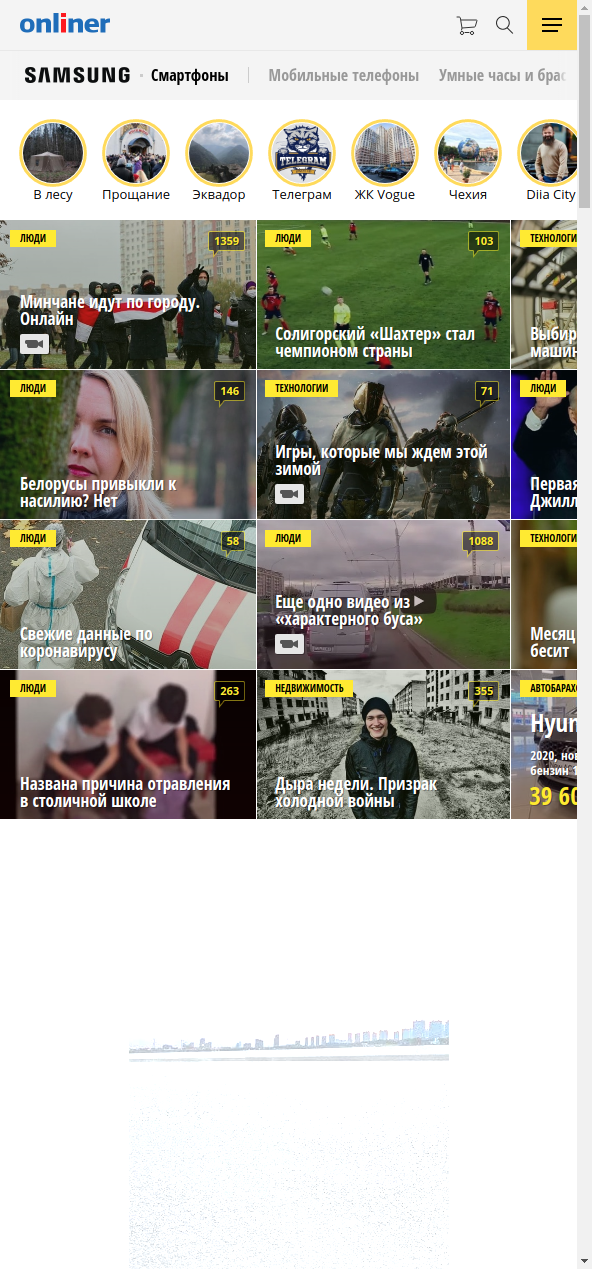 onliner
SAMSUNG
Смартфоны
Мобильные телефоны
Умные часы и брас
В лесу
Прощание
Эквадор
Телеграм
ЖК Vogue
Чехия
Diia City
TELEGRAM
ЛЮДИ
1359
Минчане идут по городу.
Онлайн
ЛЮДИ
103
Солигорский «Шахтер» стал
чемпионом страны
ТЕХНОЛОГИ
Выбир
машин
ЛЮДИ
146
Белорусы привыкли к
насилию? Нет
ТЕХНОЛОГИИ
71
Игры, которые мы ждем этой
зимой
ЛЮДИ
Первая
Джилл
ЛЮДИ
58
Свежие данные по
коронавирусу
ЛЮДИ
1088
Еще одно видео из
«характерного буса»
ТЕХНОЛОГИ
Месяц
бесит
ЛЮДИ
263
Названа причина отравления
в столичной школе
НЕДВИЖИМОСТЬ
355
Дыра недели. Призрак
холодной войны
АВТОБАРАХО
Hyun
2020, нов
бензин 1
39 60